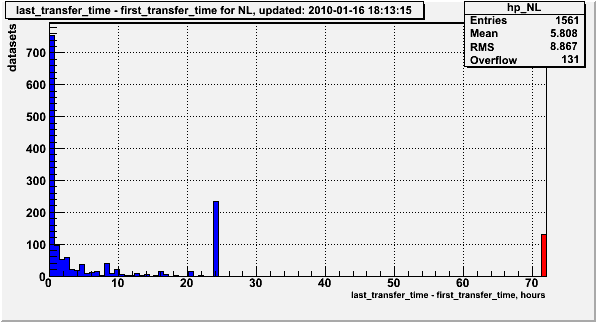 last_transfer_time - first_transfer_time for NL, updated: 2010-01-16 18:13:15
hp_NL
Entries 1561
Mean 5.808
RMS 8.867
Overflow 131
datasets
700
600
500
400
300
200
100
0
0 10 20 30 40 50 60 70
last_transfer_time - first_transfer_time, hours